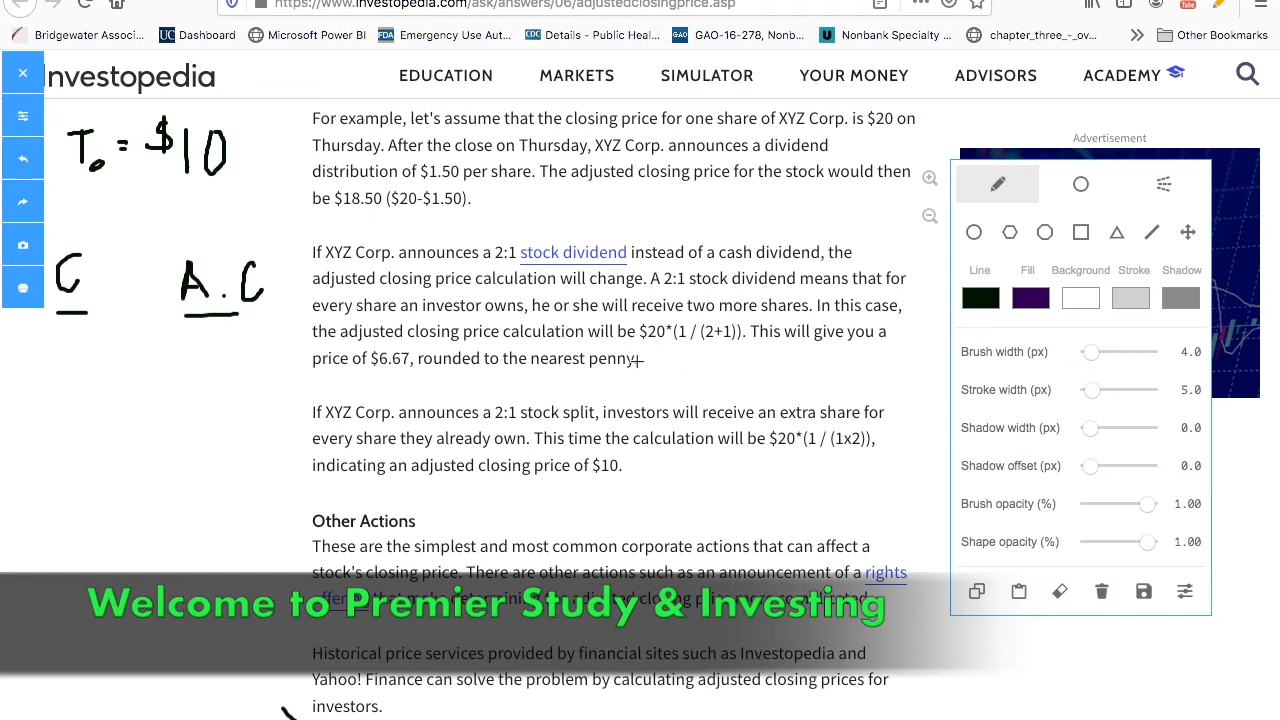 https://www.investopedia.com/ask/answers/06/adjustedclosingprice.asp
Bridgewater Associ... Dashboard Microsoft Power BI Emergency Use Aut... Details - Public Heal... GAO-16-278, Nonb... Nonbank Specialty ... chapter_three_-_ov... Other Bookmarks
Investopedia EDUCATION MARKETS SIMULATOR YOUR MONEY ADVISORS ACADEMY
For example, let's assume that the closing price for one share of XYZ Corp. is $20 on
Thursday. After the close on Thursday, XYZ Corp. announces a dividend
distribution of $1.50 per share. The adjusted closing price for the stock would then
be $18.50 ($20-$1.50).
If XYZ Corp. announces a 2:1 stock dividend instead of a cash dividend, the
adjusted closing price calculation will change. A 2:1 stock dividend means that for
every share an investor owns, he or she will receive two more shares. In this case,
the adjusted closing price calculation will be $20*(1 / (2+1)). This will give you a
price of $6.67, rounded to the nearest penny
If XYZ Corp. announces a 2:1 stock split, investors will receive an extra share for
every share they already own. This time the calculation will be $20*(1 / (1x2)),
indicating an adjusted closing price of $10.
Other Actions
These are the simplest and most common corporate actions that can affect a
stock's closing price. There are other actions such as an announcement of a rights
Historical price services provided by financial sites such as Investopedia and
Yahoo! Finance can solve the problem by calculating adjusted closing prices for
investors.
T0 = $10
C A.C
Advertisement
Line Fill Background Stroke Shadow
Brush width (px) 4.0
Stroke width (px) 5.0
Shadow width (px) 0.0
Shadow offset (px) 0.0
Brush opacity (%) 1.00
Shape opacity (%) 1.00
Welcome to Premier Study & Investing